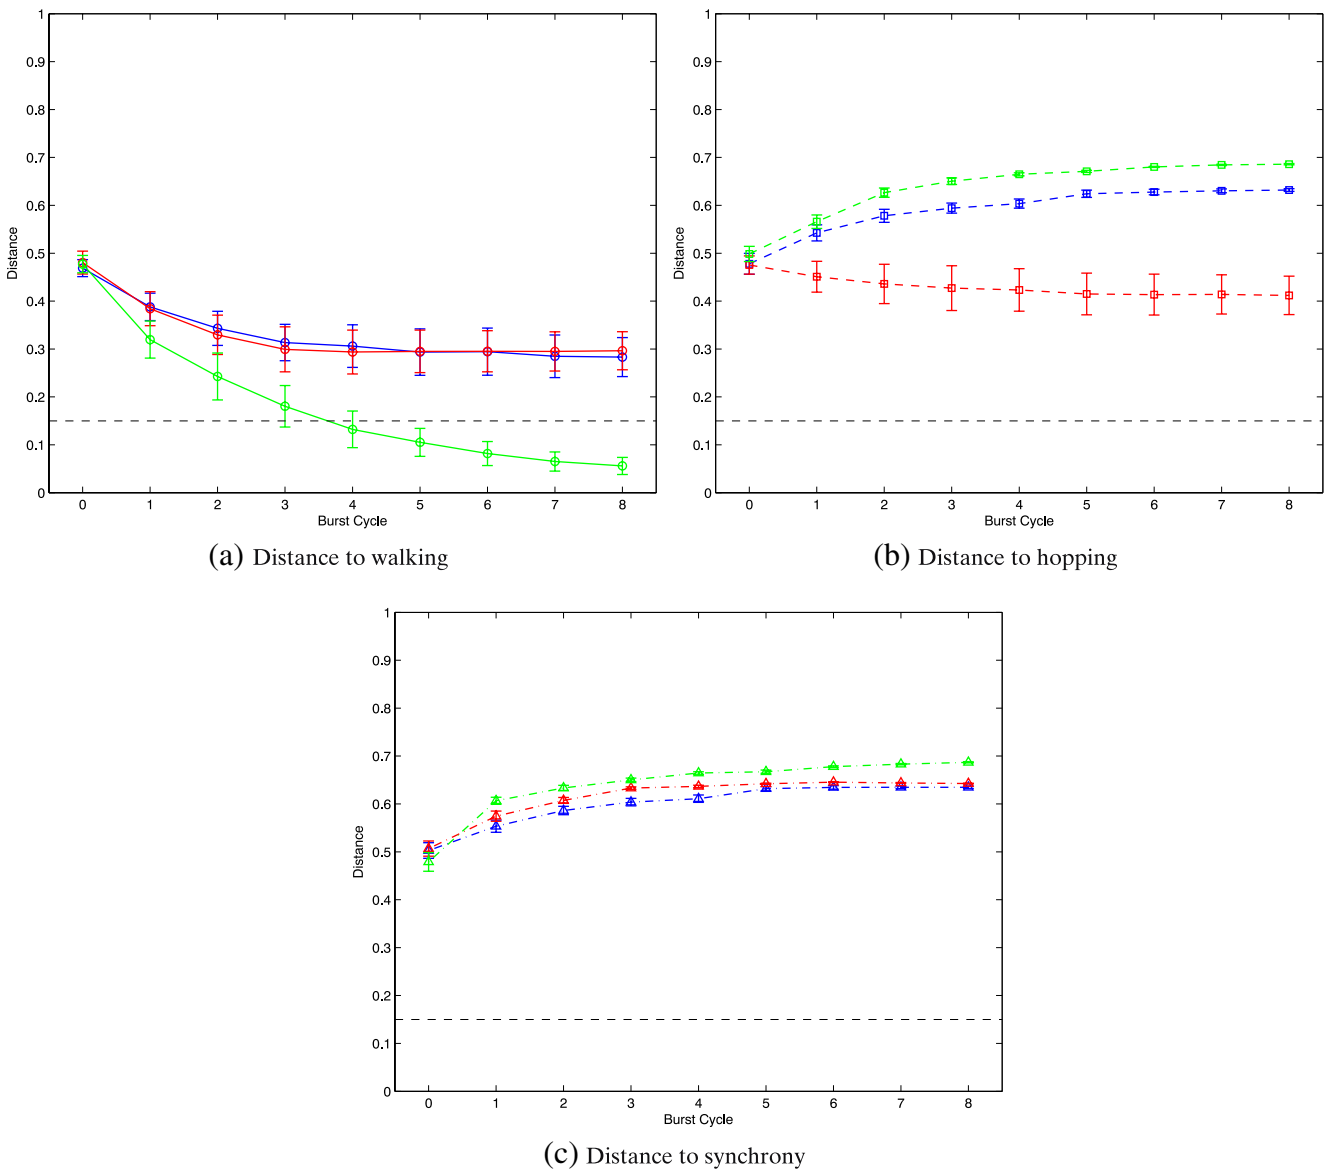 1
0.9
0.8
0.7
0.6
0.5
0.4
0.3
0.2
0.1
0
Distance
0 1 2 3 4 5 6 7 8
Burst Cycle
(a) Distance to walking
1
0.9
0.8
0.7
0.6
0.5
0.4
0.3
0.2
0.1
0
Distance
0 1 2 3 4 5 6 7 8
Burst Cycle
(b) Distance to hopping
1
0.9
0.8
0.7
0.6
0.5
0.4
0.3
0.2
0.1
0
Distance
0 1 2 3 4 5 6 7 8
Burst Cycle
(c) Distance to synchrony